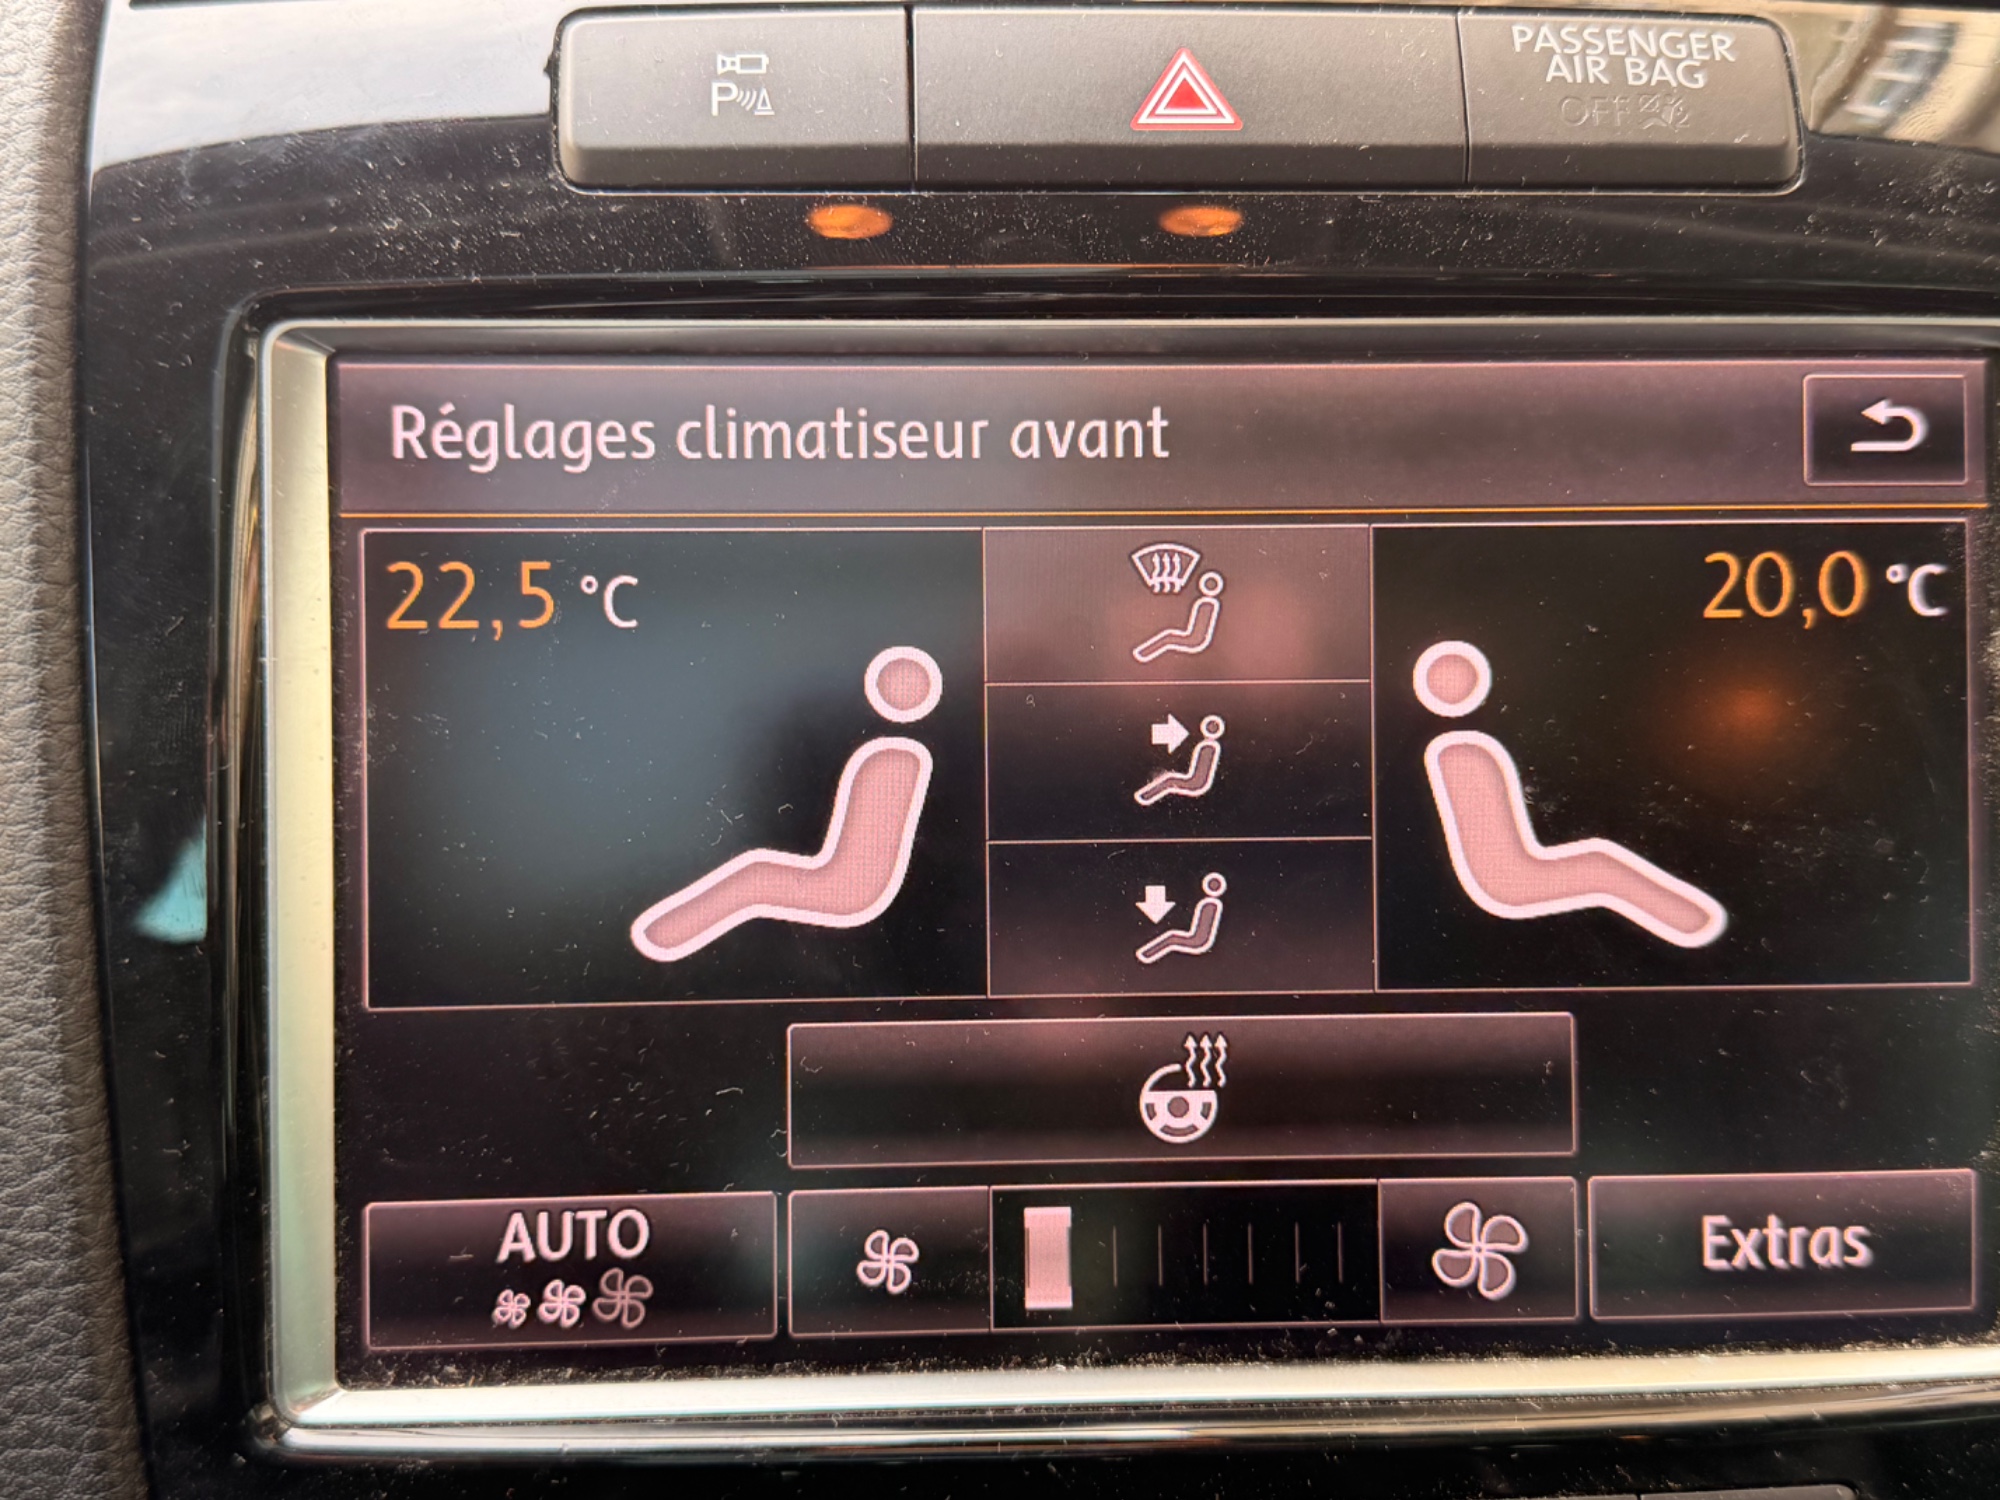 P
PASSENGER
AIR BAG
OFF
Réglages climatiseur avant
22,5 °C
20,0 °C
AUTO
Extras